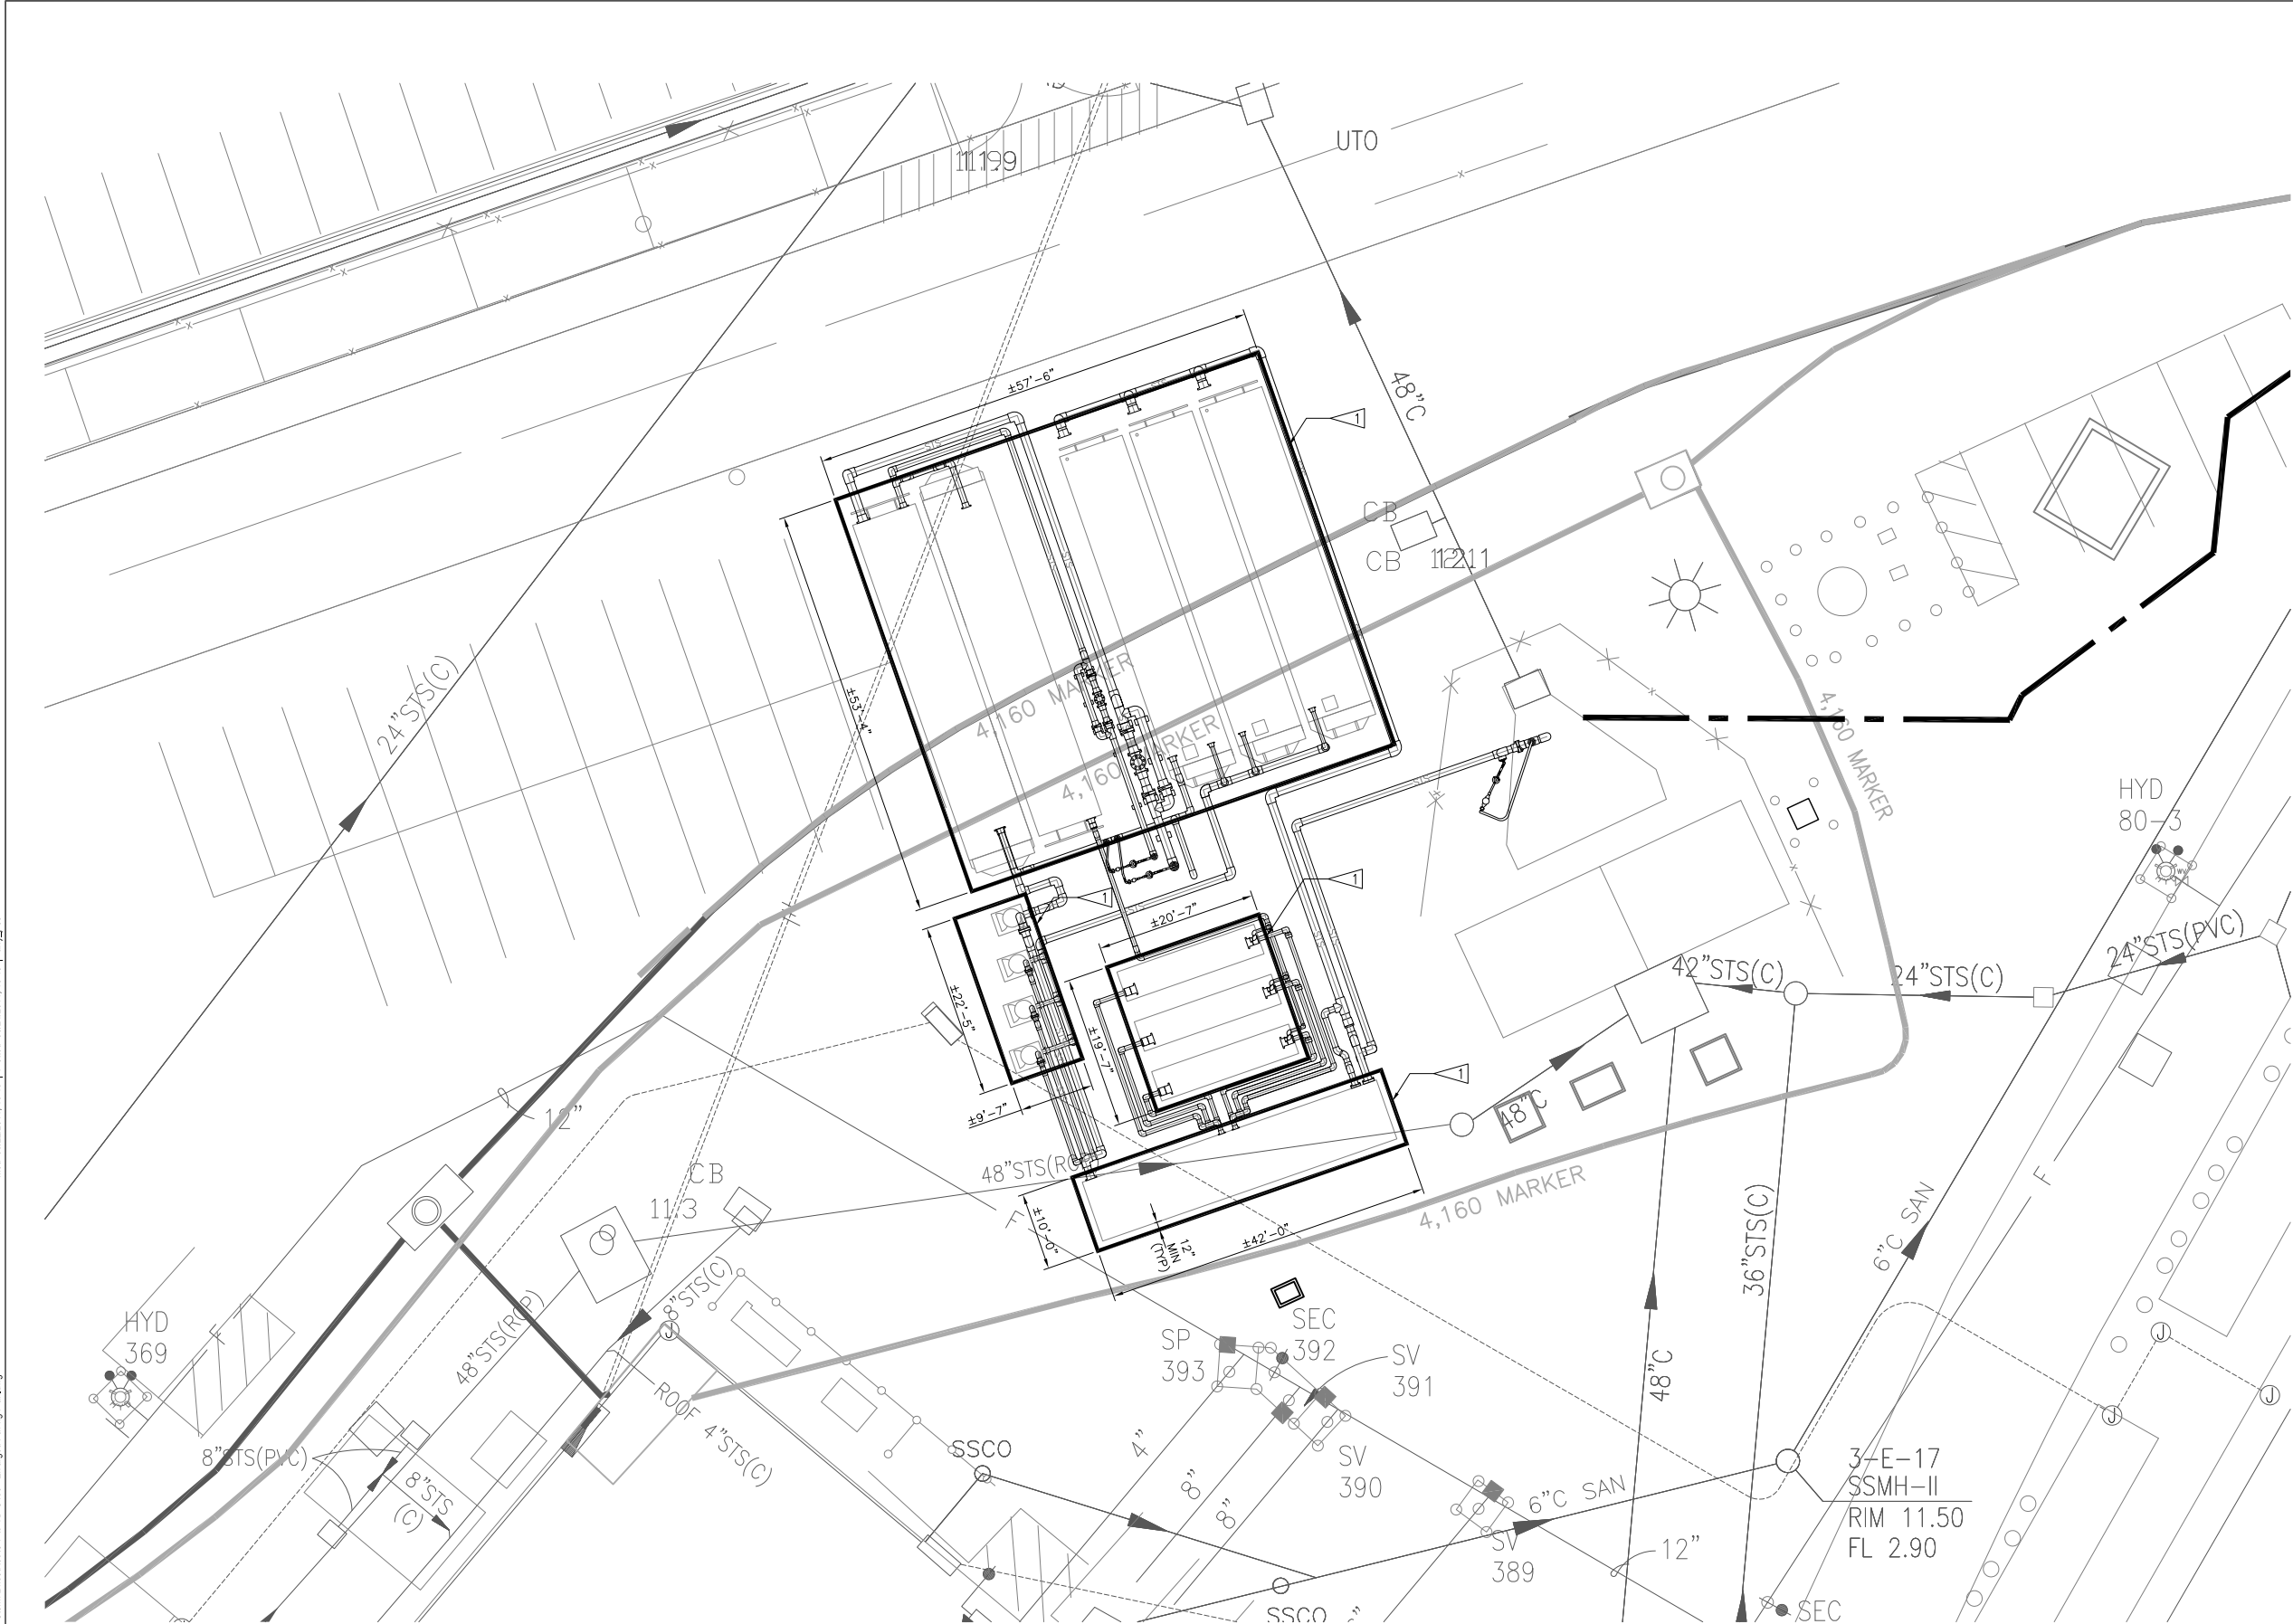 UTO
±57'-6"
STS
STS
1
48"C
CB
CB
24"STS(C)
±53'-4"
4,160 MARKER
4,160 MARKER
4,160 MARKER
HYD
80-3
1
1
±20'-7"
±22'-5"
±19'-7"
±9'-7"
42"STS(C)
24"STS(C)
24"STS(PVC)
1
12"
48"C
CB
11.3
F
±10'-0"
12"
MIN
(TYP)
±42'-0"
4,160 MARKER
36"STS(C)
6"C SAN
F
HYD
369
F
48"STS(RCP)
8"STS(C)
J
ROOF 4"STS(C)
SP
393
SEC
392
SV
391
SV
390
48"C
J
J
J
8"STS(PVC)
8"STS
(C)
SSCO
4"
8"
8"
6"C SAN
SV
389
12"
3-E-17
SSMH-II
RIM 11.50
FL 2.90
SSCO
SEC